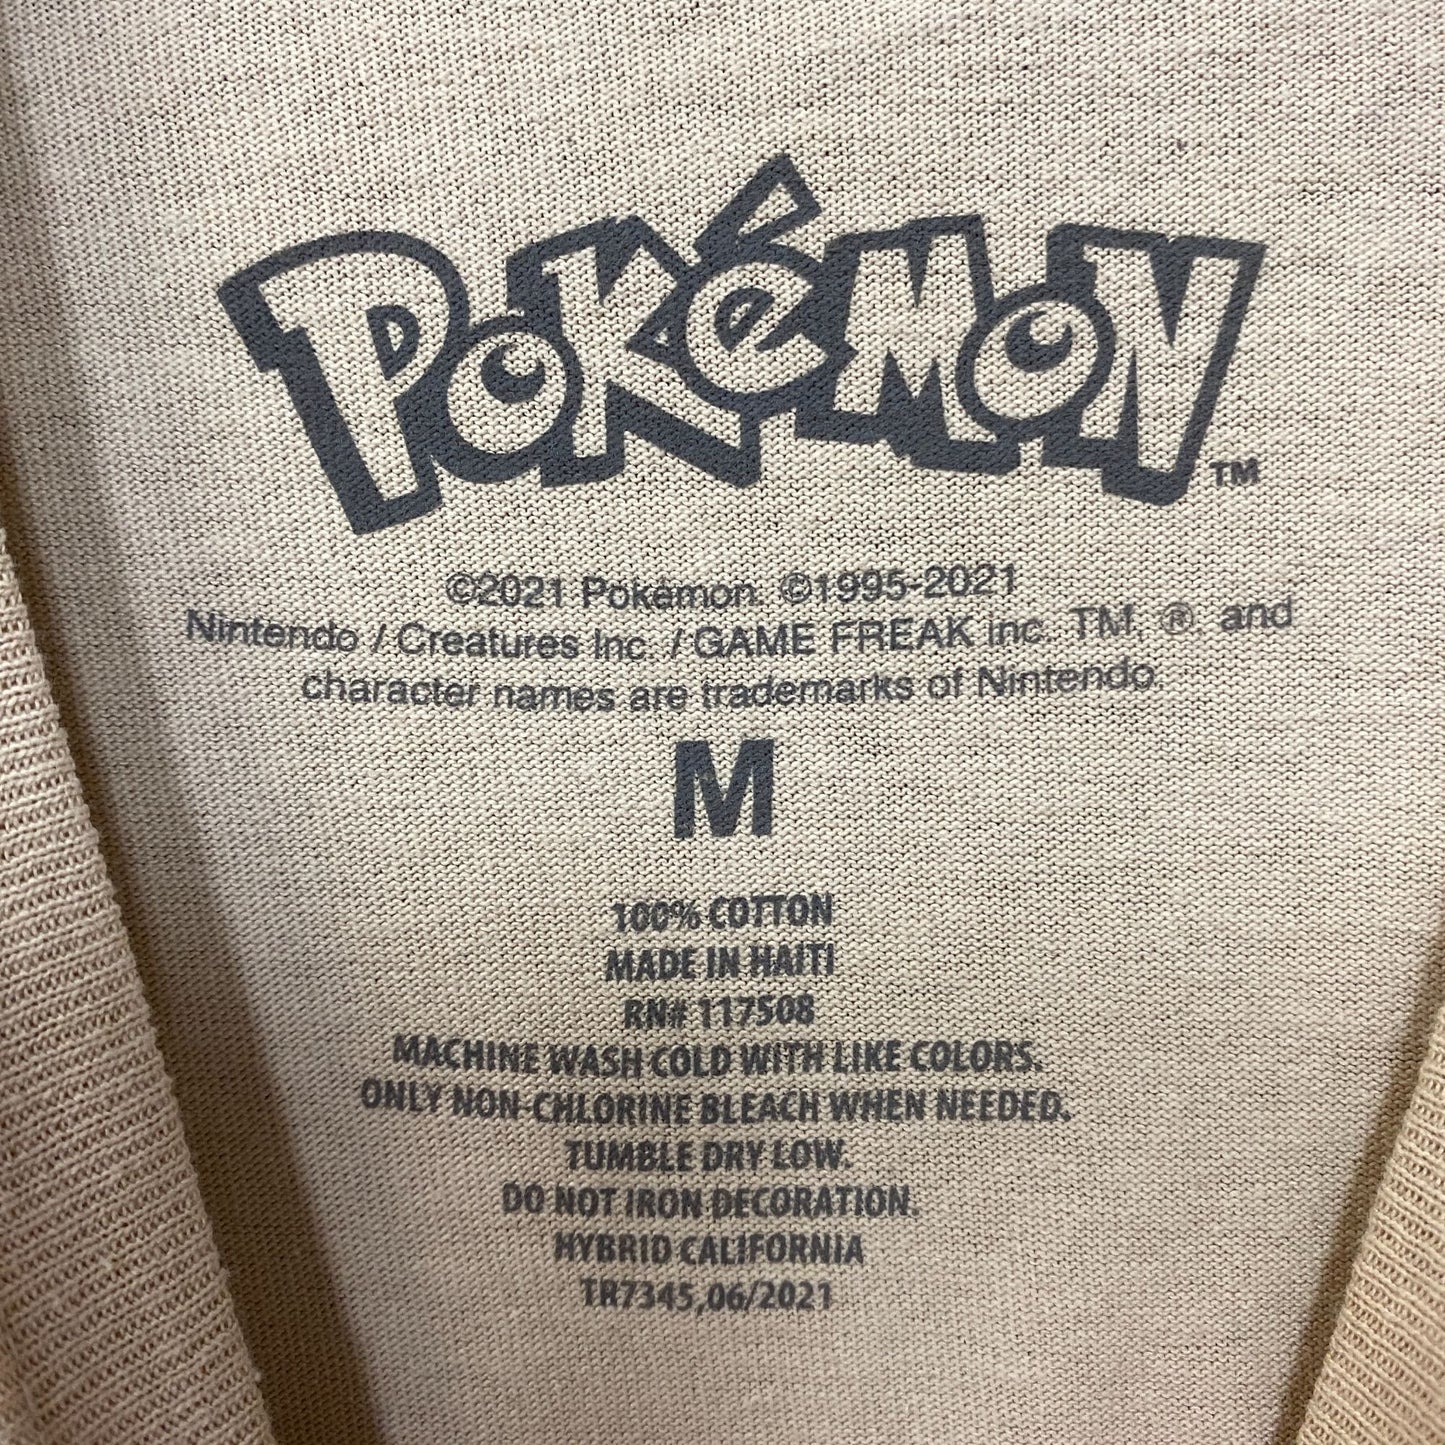 POKéMON™
©2021 Pokémon. ©1995-2021
Nintendo / Creatures Inc. / GAME FREAK inc. TM, ®, and
character names are trademarks of Nintendo.
M
100% COTTON
MADE IN HAITI
RN# 117508
MACHINE WASH COLD WITH LIKE COLORS.
ONLY NON-CHLORINE BLEACH WHEN NEEDED.
TUMBLE DRY LOW.
DO NOT IRON DECORATION.
HYBRID CALIFORNIA
TR7345,06/2021